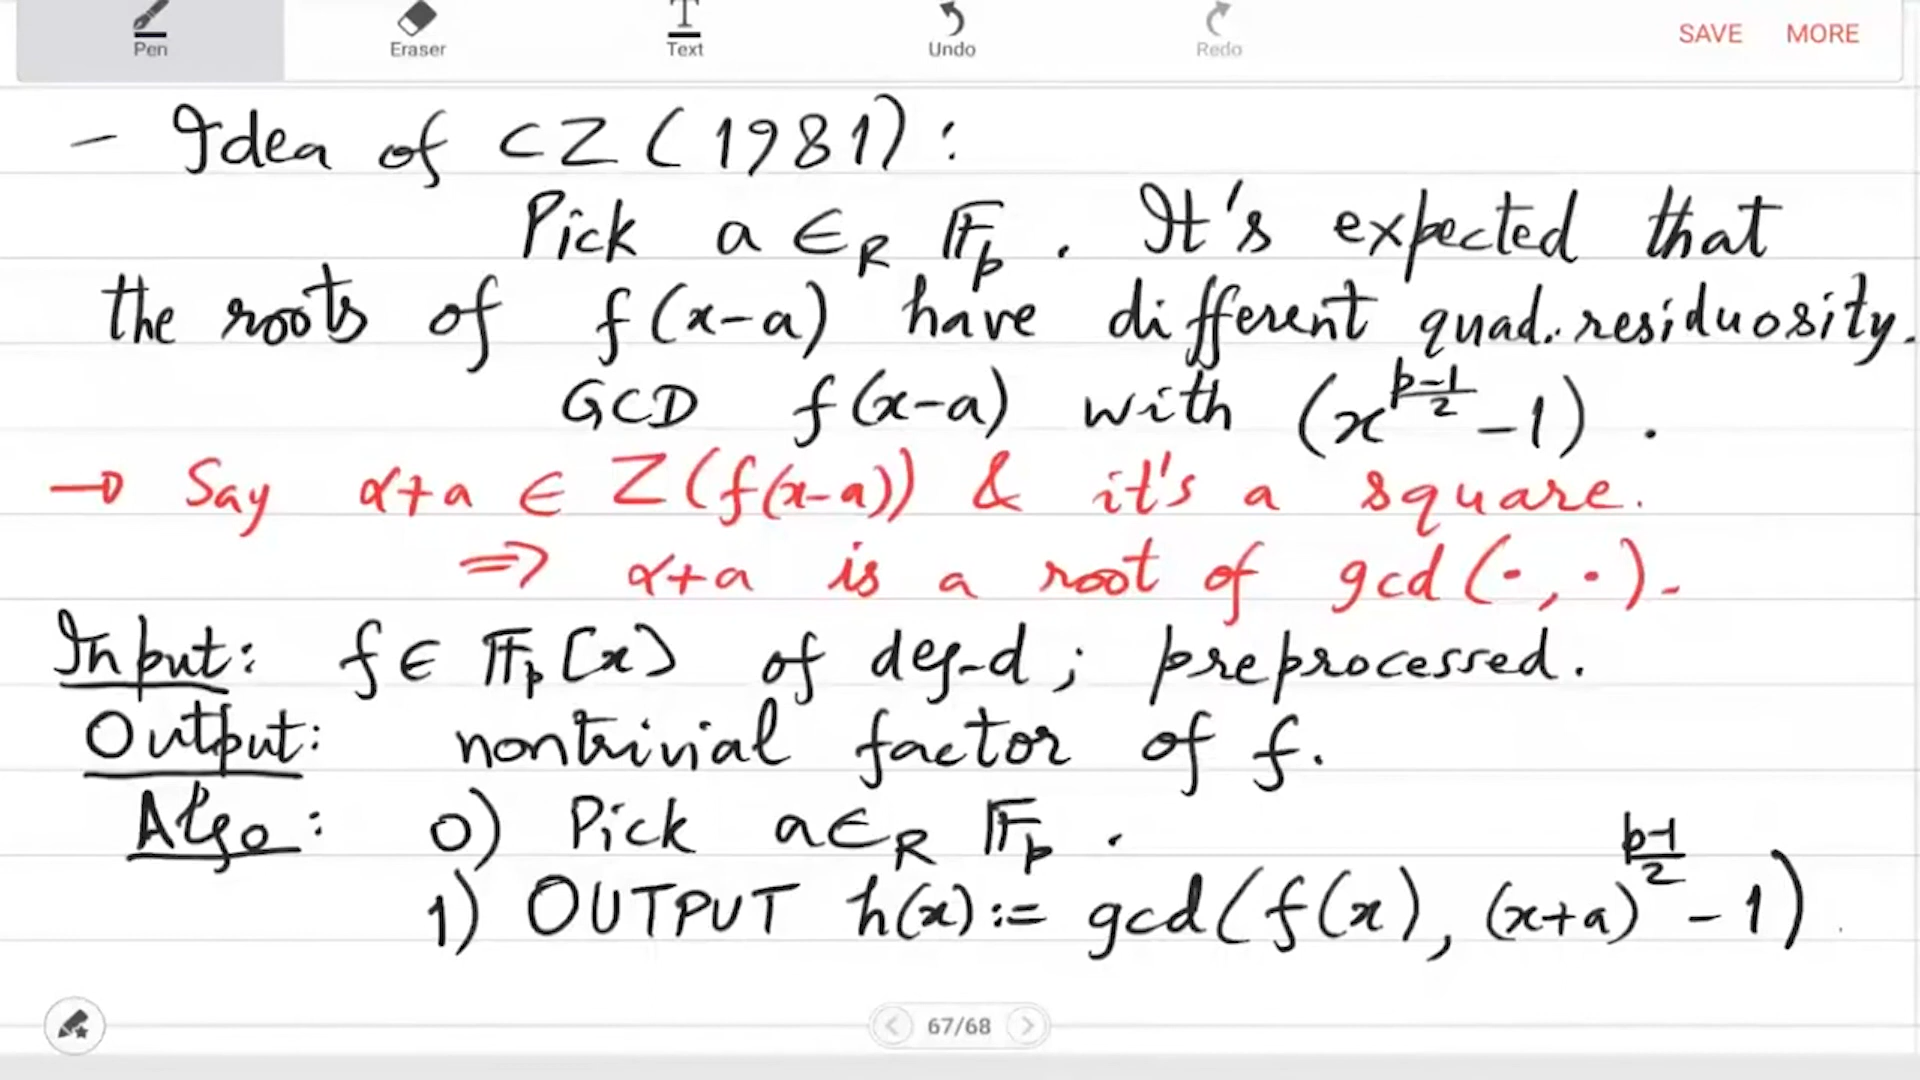 Pen Eraser Text Undo Redo SAVE MORE
- Idea of CZ (1981):
Pick a ∈_R 𝔽_p. It's expected that
the roots of f(x-a) have different quad. residuosity.
GCD f(x-a) with (x^{\frac{p-1}{2}} -1).
→ Say α+a ∈ Z(f(x-a)) & it's a square.
⇒ α+a is a root of gcd(·,·).
Input: f ∈ 𝔽_p[x] of deg-d; preprocessed.
Output: nontrivial factor of f.
Algo: 0) Pick a ∈_R 𝔽_p.
1) OUTPUT h(x) := gcd(f(x), (x+a)^{\frac{p-1}{2}} -1).
67/68